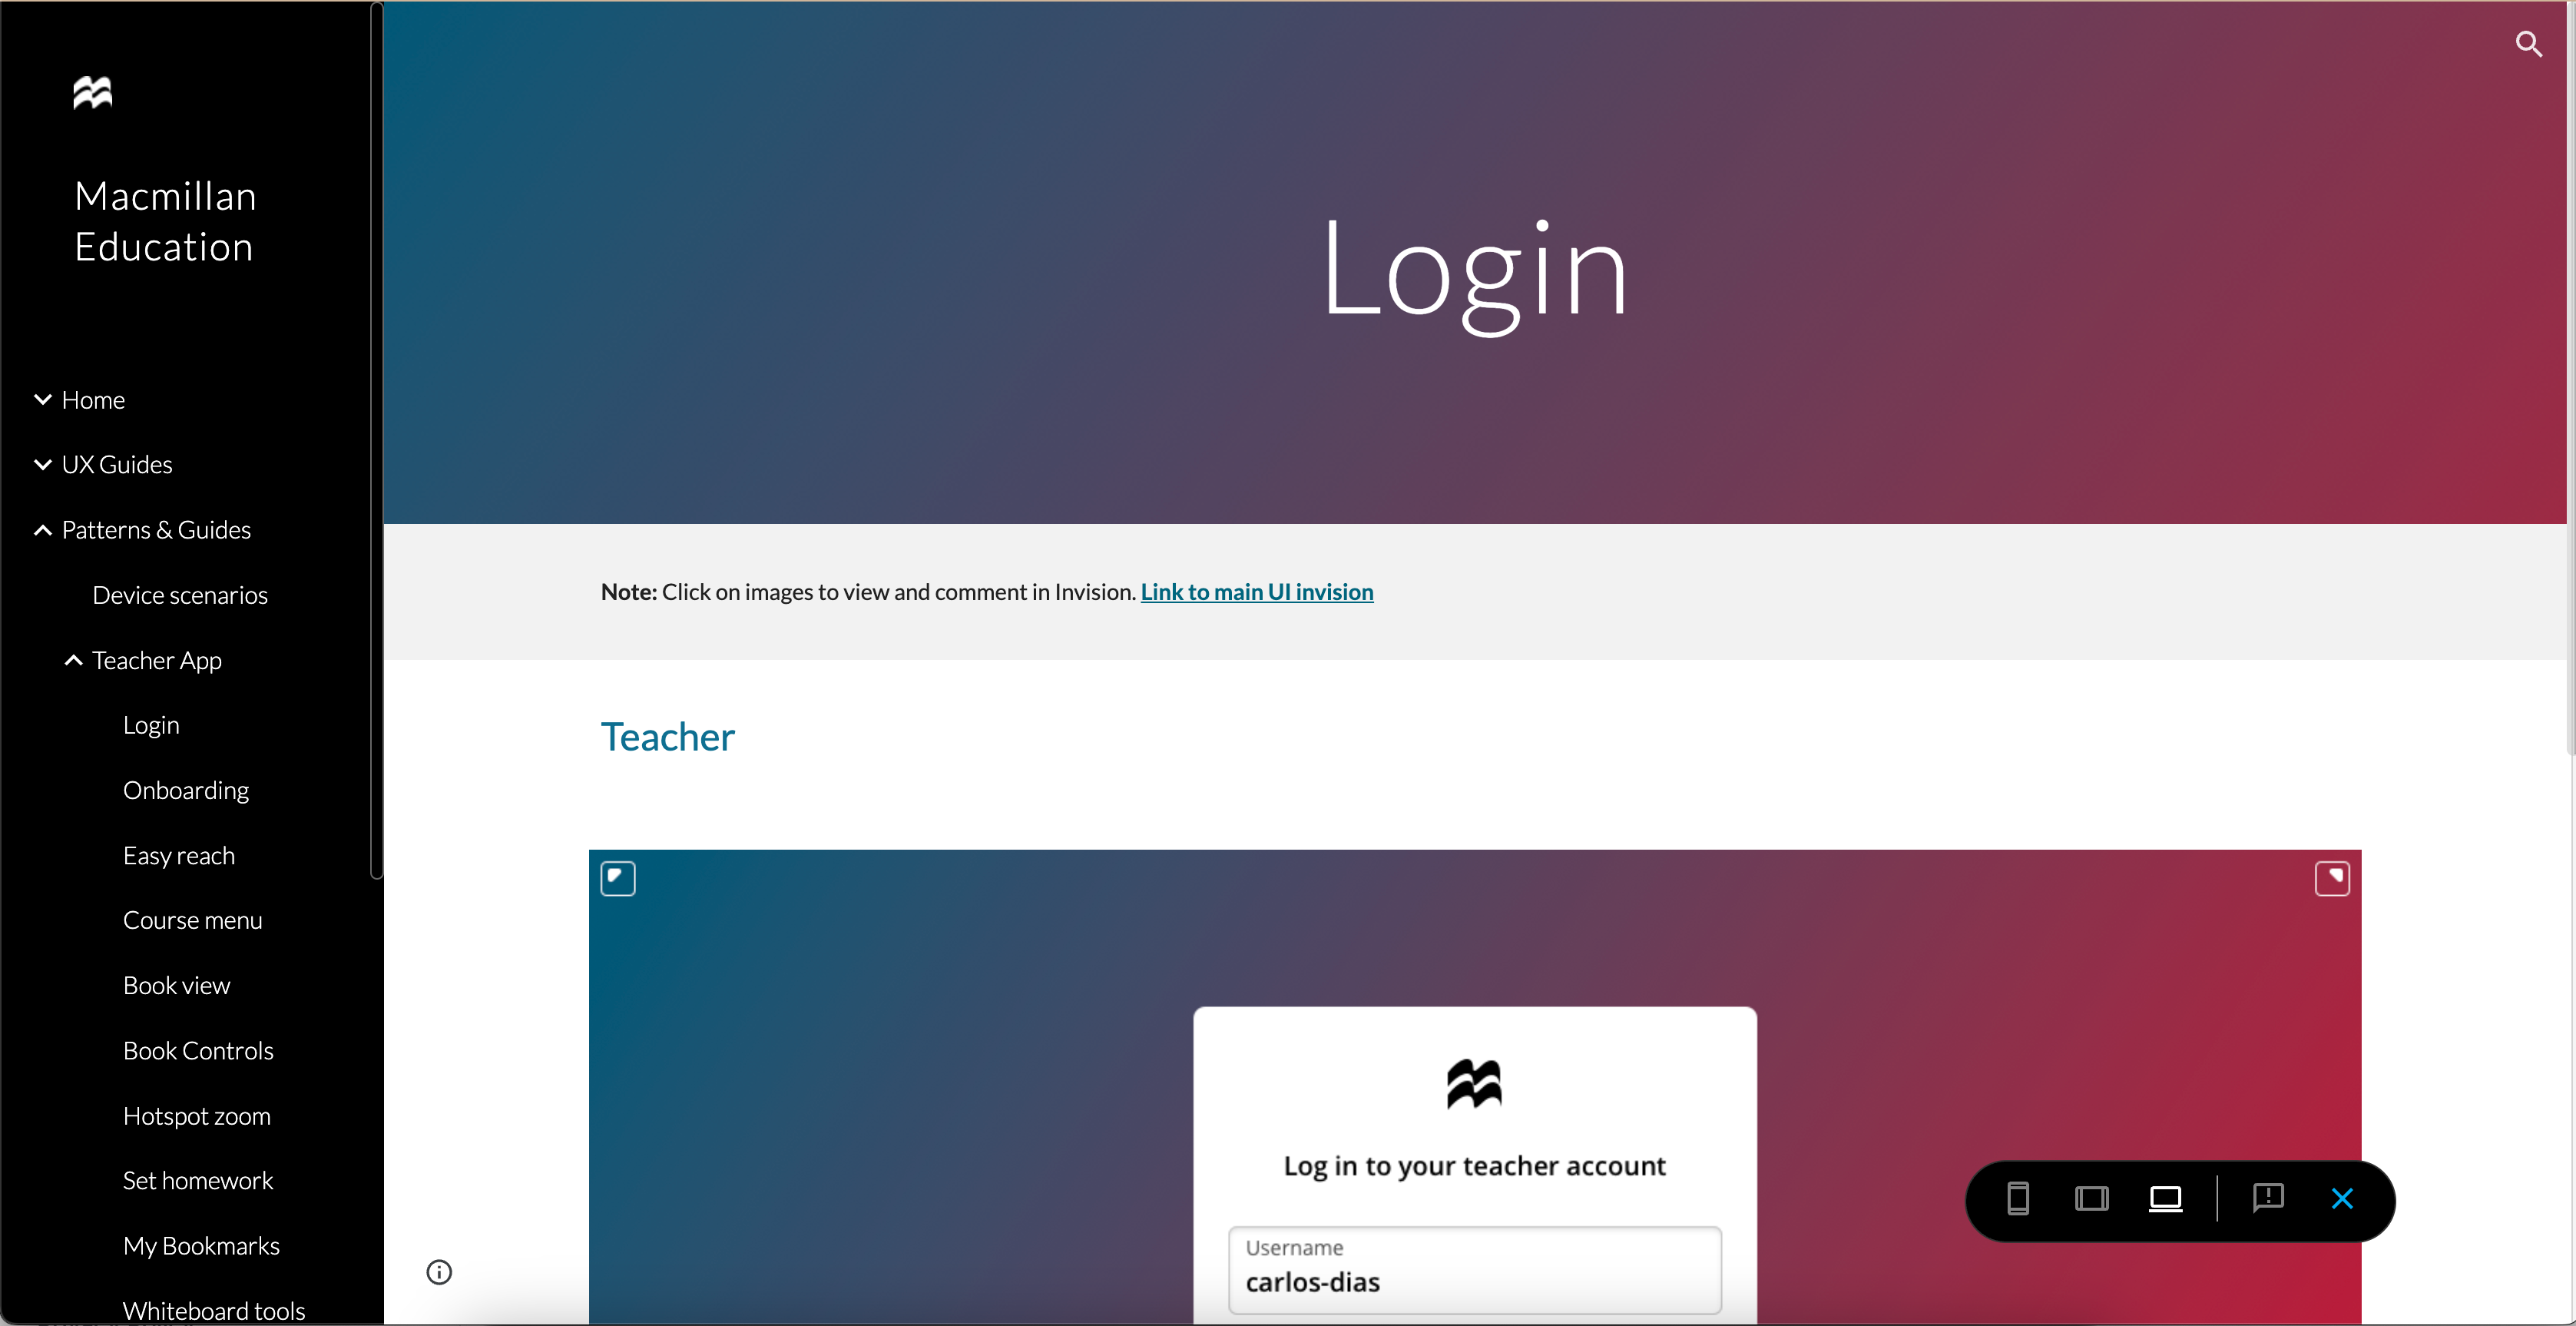 Macmillan
Education
Home
UX Guides
Patterns & Guides
Device scenarios
Teacher App
Login
Onboarding
Easy reach
Course menu
Book view
Book Controls
Hotspot zoom
Set homework
My Bookmarks
Whiteboard tools
Login
Note: Click on images to view and comment in Invision. Link to main UI invision
Teacher
Log in to your teacher account
Username
carlos-dias